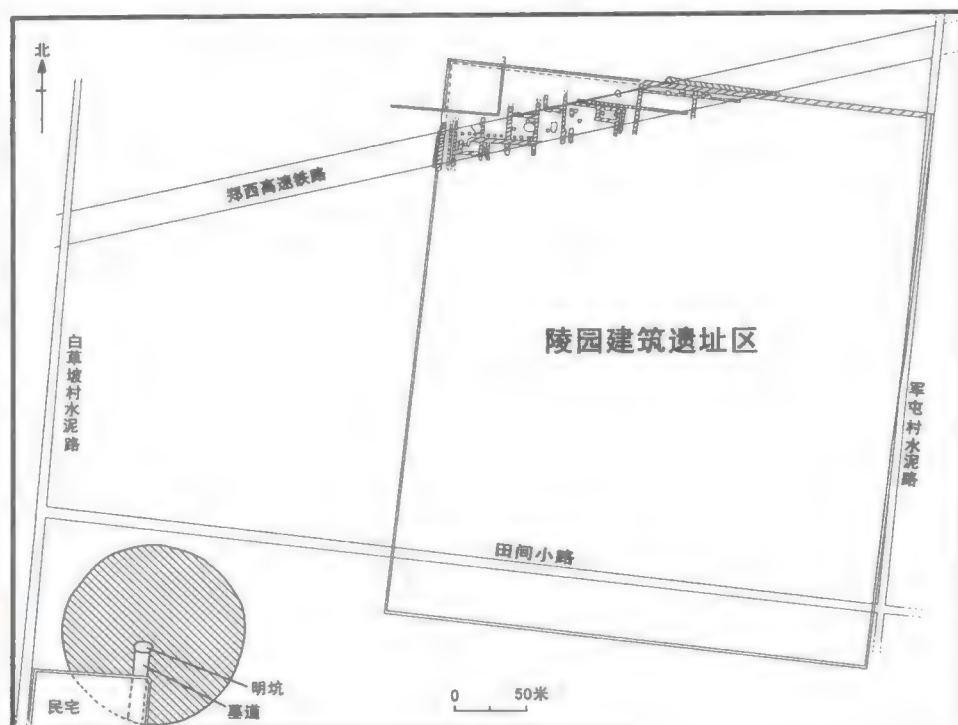 北
郑西高速铁路
陵园建筑遗址区
白草坡村水泥路
军屯村水泥路
田间小路
明坑
墓道
民宅
0 50米